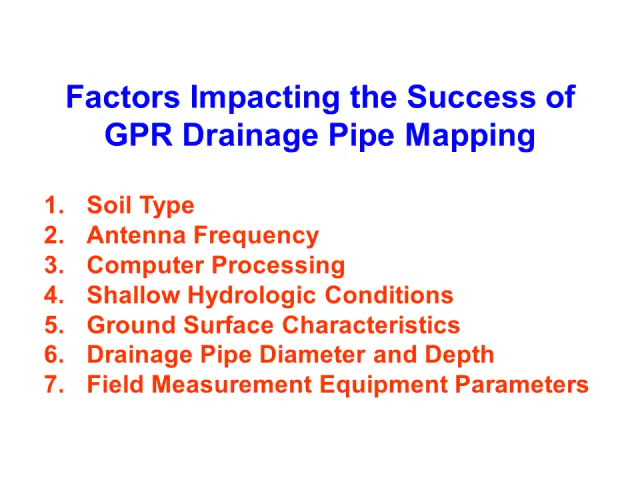 Factors Impacting the Success of
GPR Drainage Pipe Mapping
1. Soil Type
2. Antenna Frequency
3. Computer Processing
4. Shallow Hydrologic Conditions
5. Ground Surface Characteristics
6. Drainage Pipe Diameter and Depth
7. Field Measurement Equipment Parameters